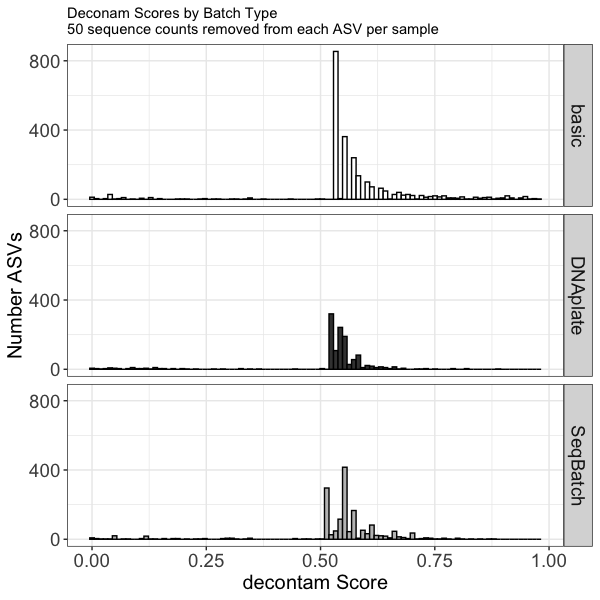 Deconam Scores by Batch Type
50 sequence counts removed from each ASV per sample
800
400
0
basic
800
400
0
DNAplate
800
400
0
SeqBatch
Number ASVs
0.00 0.25 0.50 0.75 1.00
decontam Score